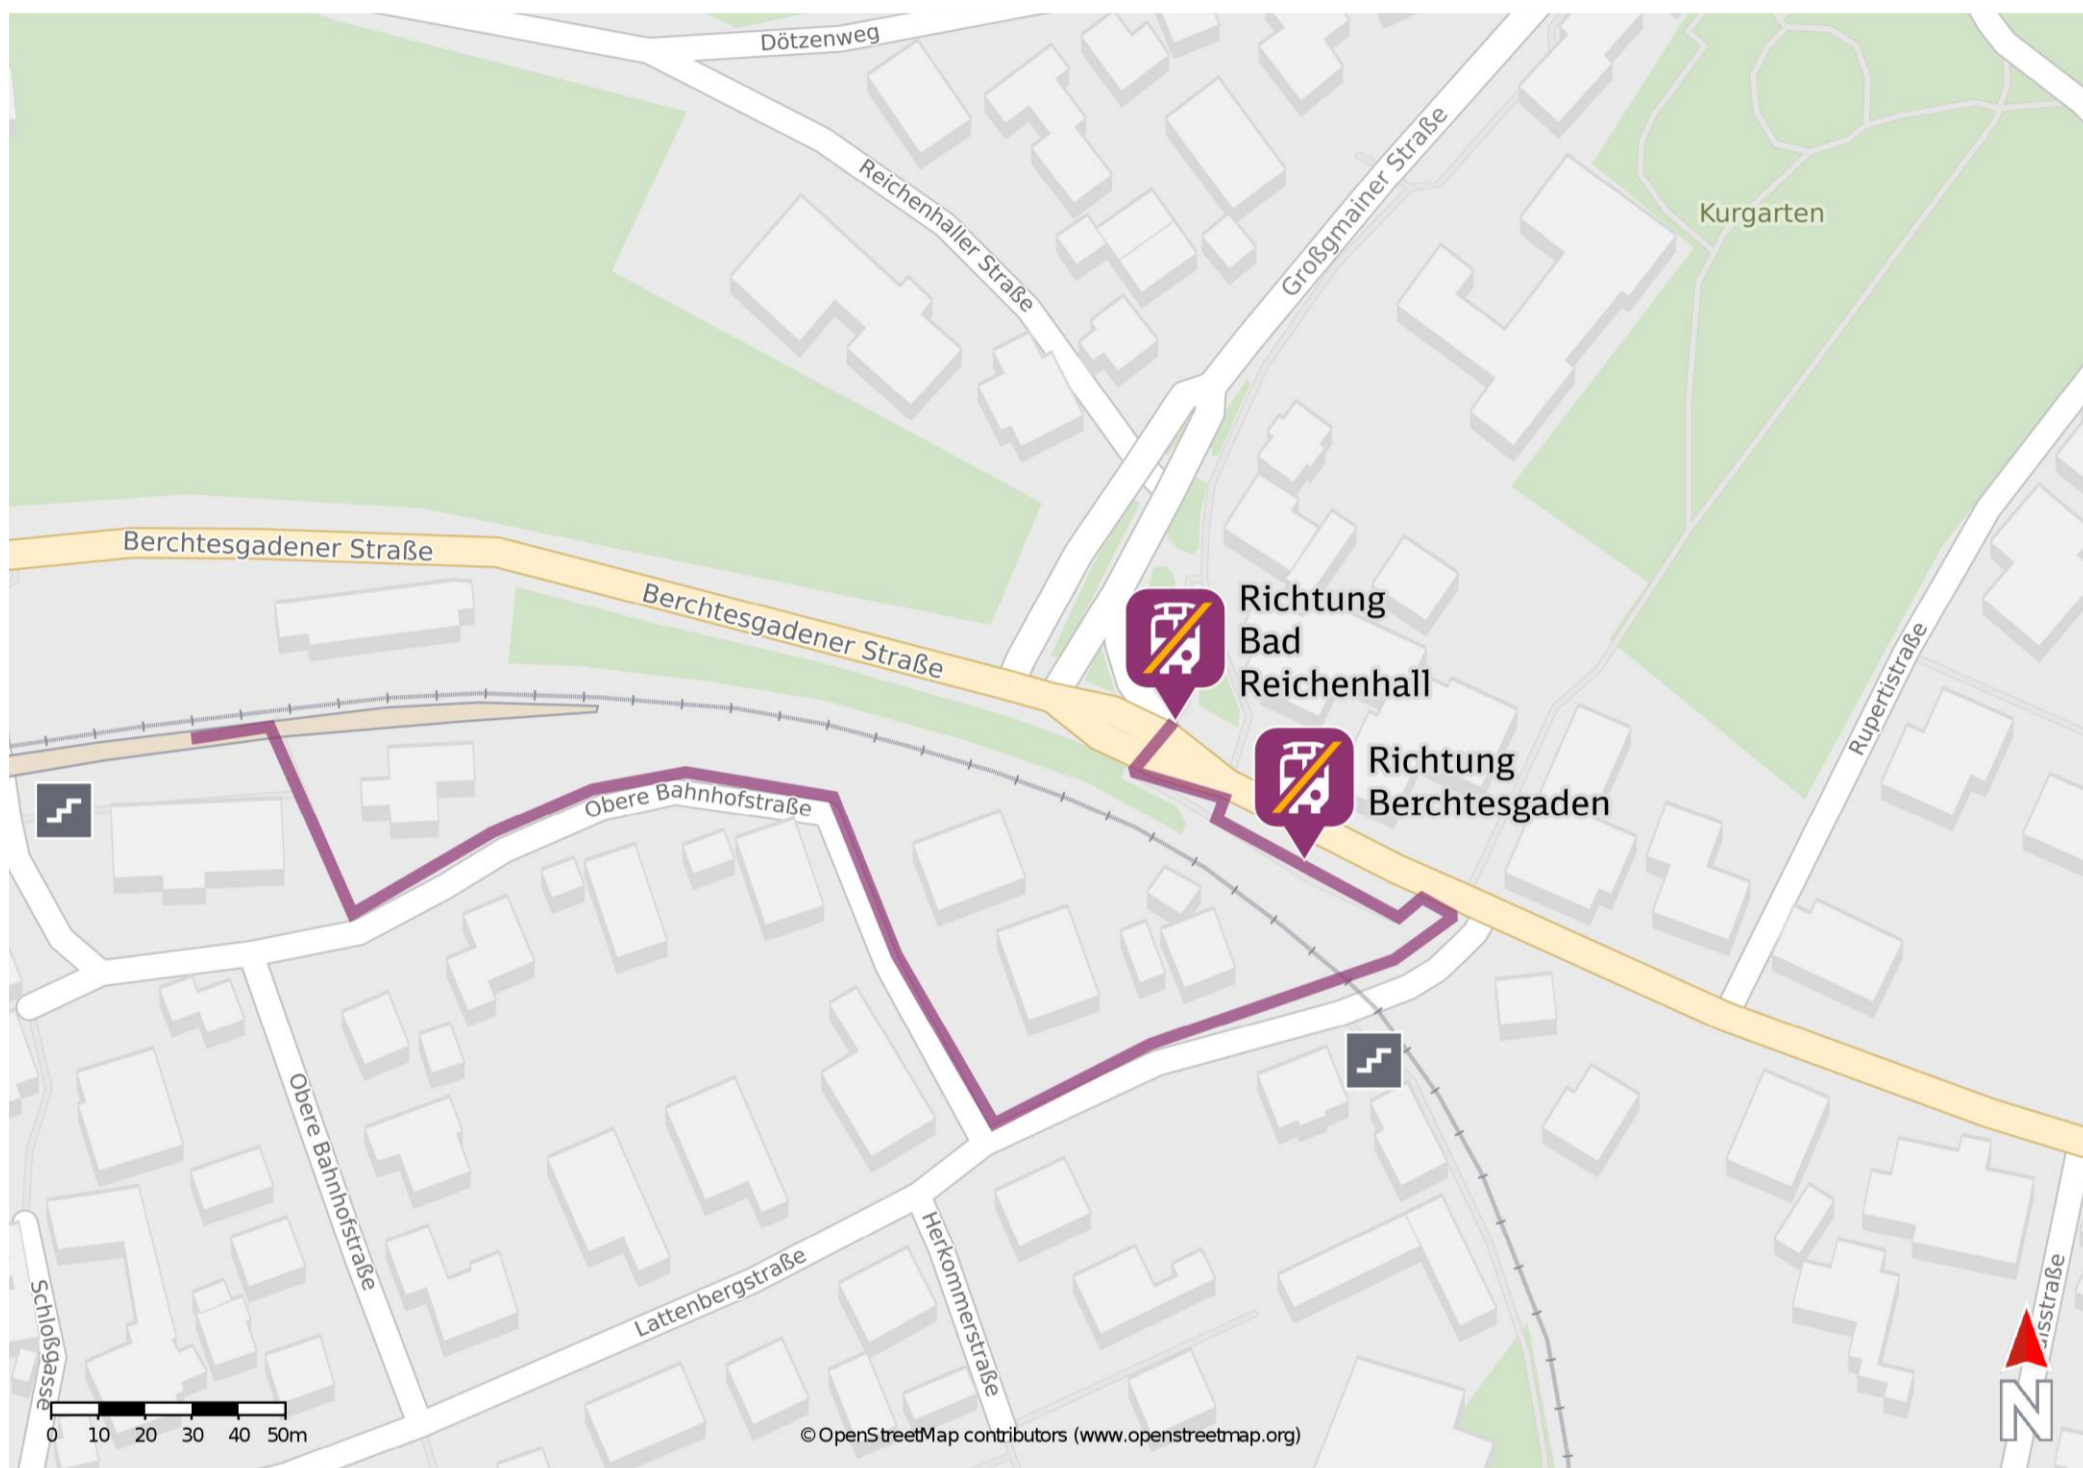 Dötzenweg
Reichenhaller Straße
Großgmainer Straße
Kurgarten
Berchtesgadener Straße
Berchtesgadener Straße
Richtung
Bad
Reichenhall
Richtung
Berchtesgaden
Rupertistraße
Obere Bahnhofstraße
Obere Bahnhofstraße
Lattenbergstraße
Herkommerstraße
Schloßgasse
0 10 20 30 40 50m
© OpenStreetMap contributors (www.openstreetmap.org)
N